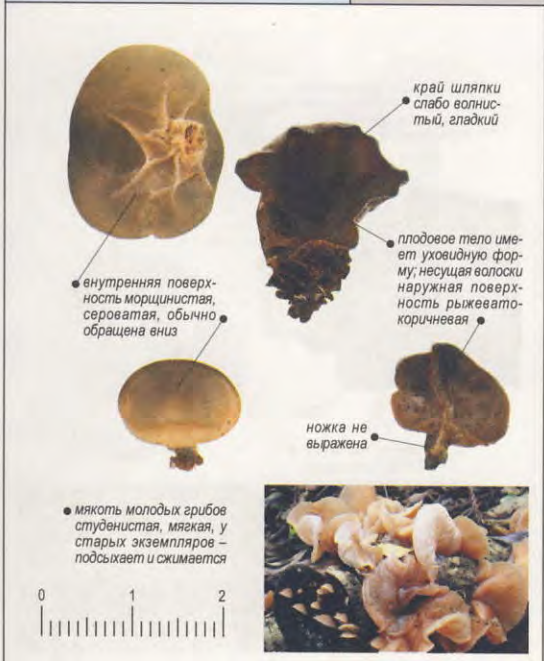 край шляпки
слабо волнис-
тый, гладкий
плодовое тело име-
ет уховидную фор-
му; несущая волоски
наружная поверх-
ность рыжевато-
коричневая
внутренняя поверх-
ность морщинистая,
сероватая, обычно
обращена вниз
ножка не
выражена
мякоть молодых грибов
студенистая, мягкая, у
старых экземпляров –
подсыхает и сжимается
0 1 2